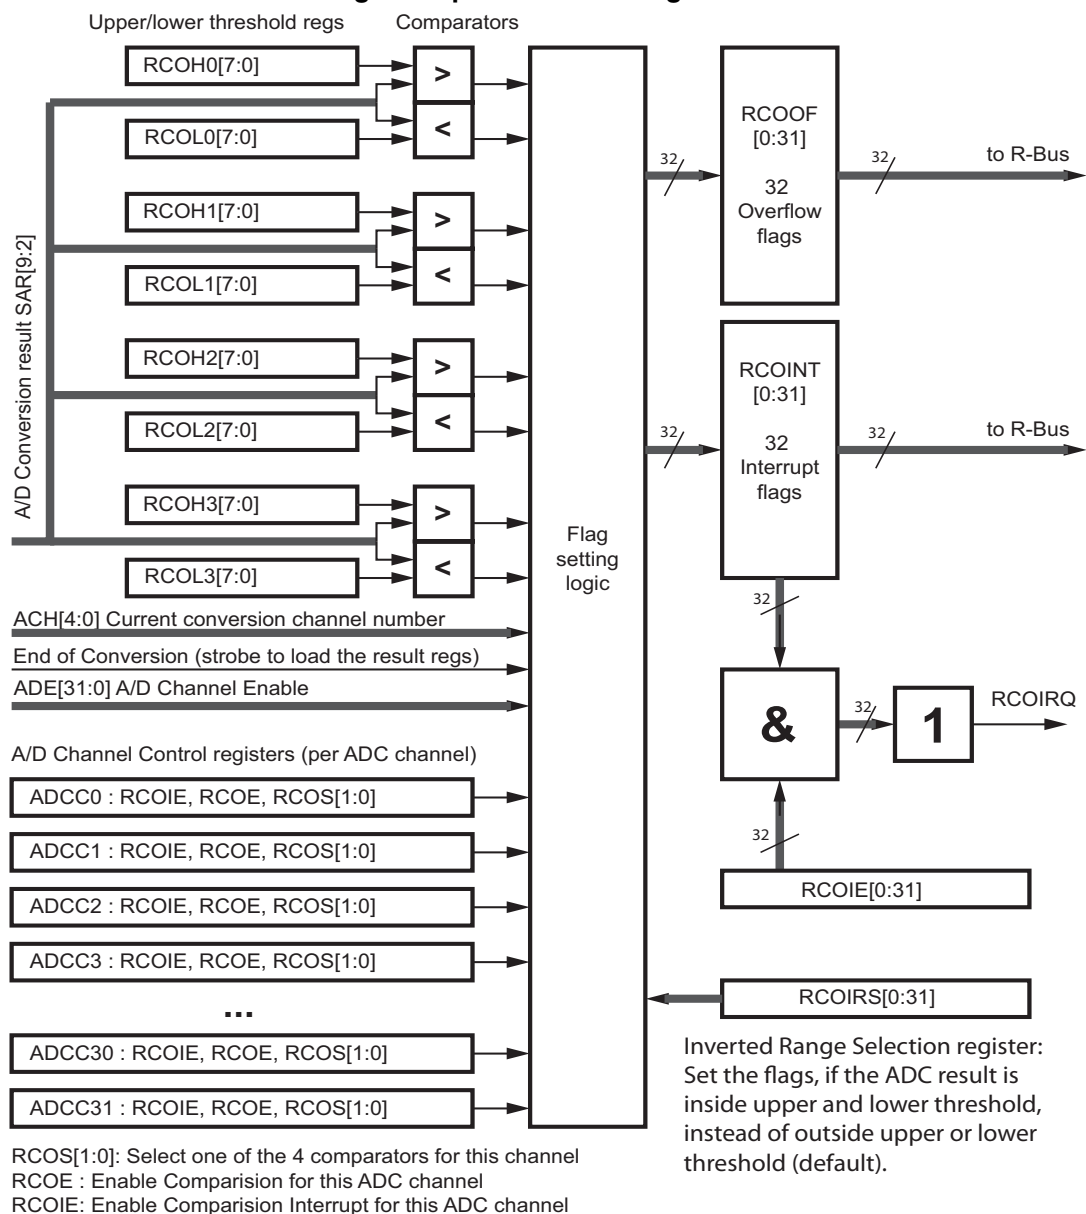 Upper/lower threshold regs
Comparators
RCOH0[7:0]
>
RCOL0[7:0]
<
RCOH1[7:0]
>
RCOL1[7:0]
<
RCOH2[7:0]
>
RCOL2[7:0]
<
RCOH3[7:0]
>
RCOL3[7:0]
<
A/D Conversion result SAR[9:2]
ACH[4:0] Current conversion channel number
End of Conversion (strobe to load the result regs)
ADE[31:0] A/D Channel Enable
A/D Channel Control registers (per ADC channel)
ADCC0 : RCOIE, RCOE, RCOS[1:0]
ADCC1 : RCOIE, RCOE, RCOS[1:0]
ADCC2 : RCOIE, RCOE, RCOS[1:0]
ADCC3 : RCOIE, RCOE, RCOS[1:0]
...
ADCC30 : RCOIE, RCOE, RCOS[1:0]
ADCC31 : RCOIE, RCOE, RCOS[1:0]
RCOS[1:0]: Select one of the 4 comparators for this channel
RCOE : Enable Comparision for this ADC channel
RCOIE: Enable Comparision Interrupt for this ADC channel
Flag
setting
logic
32
RCOOF
[0:31]
32
Overflow
flags
32
to R-Bus
32
RCOINT
[0:31]
32
Interrupt
flags
32
to R-Bus
32
&
32
1
RCOIRQ
32
RCOIE[0:31]
RCOIRS[0:31]
Inverted Range Selection register:
Set the flags, if the ADC result is
inside upper and lower threshold,
instead of outside upper or lower
threshold (default).